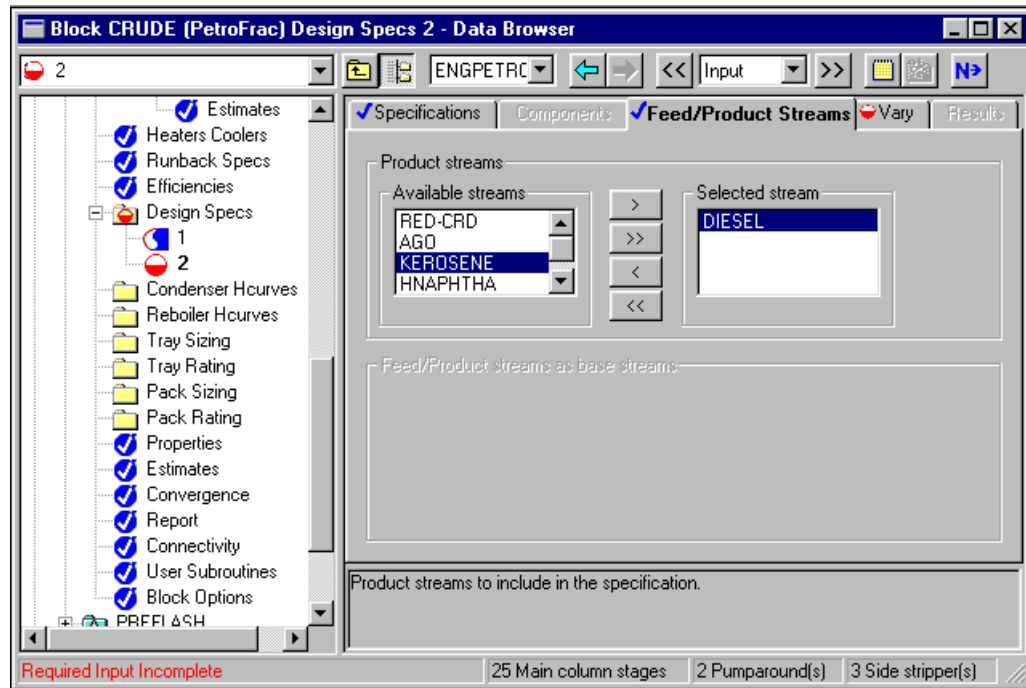 Block CRUDE (PetroFrac) Design Specs 2 - Data Browser
2
ENGPETRO
<<
Input
>>
N>
Estimates
Heaters Coolers
Runback Specs
Efficiencies
Design Specs
1
2
Condenser Hcurves
Reboiler Hcurves
Tray Sizing
Tray Rating
Pack Sizing
Pack Rating
Properties
Estimates
Convergence
Report
Connectivity
User Subroutines
Block Options
PREFLASH
Specifications
Components
Feed/Product Streams
Vary
Results
Product streams
Available streams
RED-CRD
AGO
KEROSENE
HNAPHTHA
>
>>
<
<<
Selected stream
DIESEL
Feed/Product streams as base streams
Product streams to include in the specification.
Required Input Incomplete
25 Main column stages
2 Pumparound(s)
3 Side stripper(s)